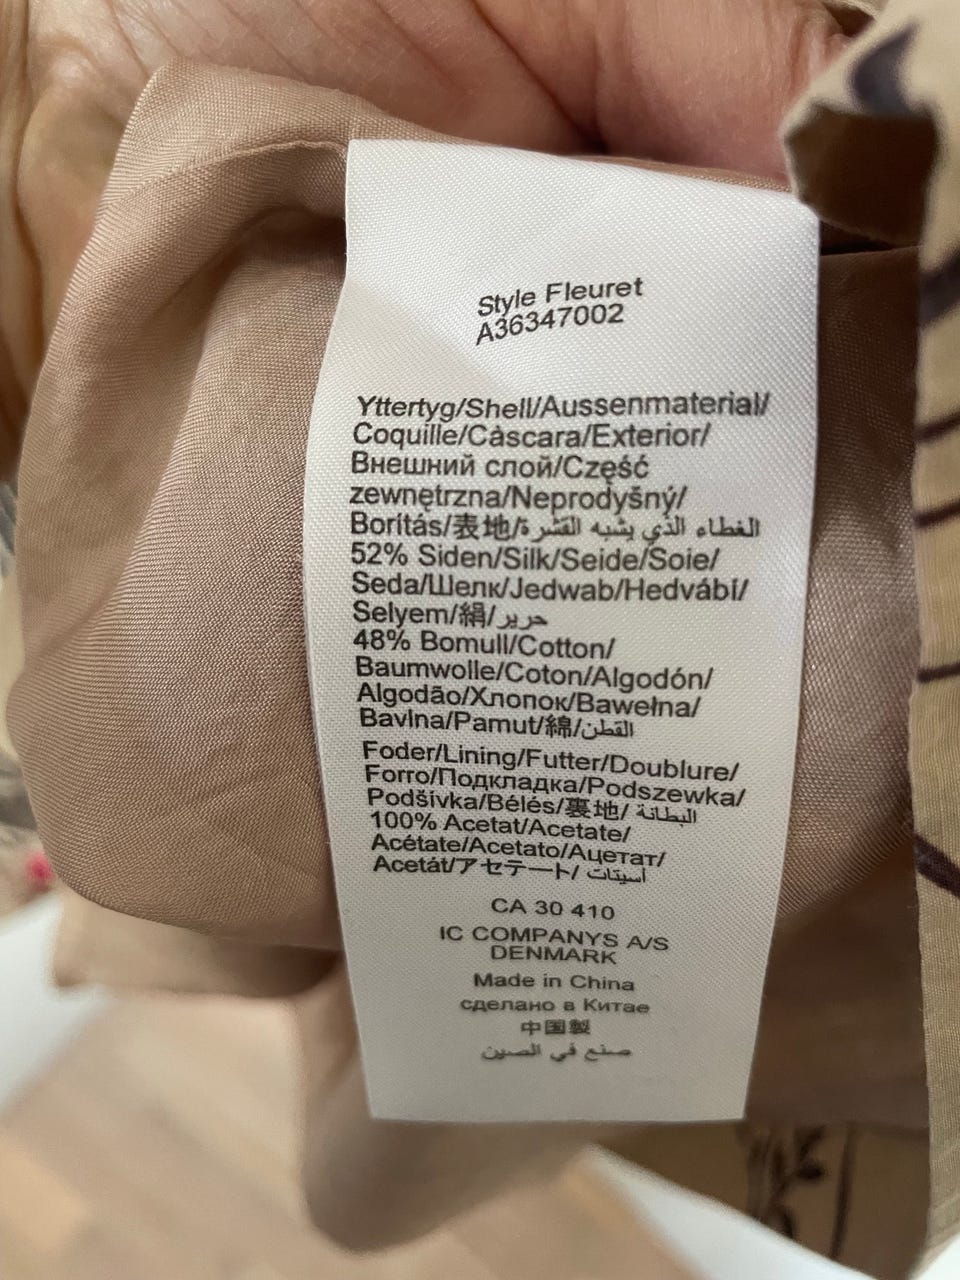 Style Fleuret
A36347002
Yttertyg/Shell/Aussenmaterial/
Coquille/Càscara/Exterior/
Внешний слой/Część
zewnętrzna/Neprodyšný/
Borítás/表地/الغطاء الذي يشبه القشرة
52% Siden/Silk/Seide/Soie/
Seda/Шелк/Jedwab/Hedvábí/
Selyem/絹/حرير
48% Bomull/Cotton/
Baumwolle/Coton/Algodón/
Algodão/Хлопок/Bawełna/
Bavlna/Pamut/綿/القطن
Foder/Lining/Futter/Doublure/
Forro/Подкладка/Podszewka/
Podšívka/Bélés/裏地/ البطانة
100% Acetat/Acetate/
Acétate/Acetato/Ацетат/
Acetát/アセテート/ أسيتات
CA 30 410
IC COMPANYS A/S
DENMARK
Made in China
сделано в Китае
中国製
صنع في الصين